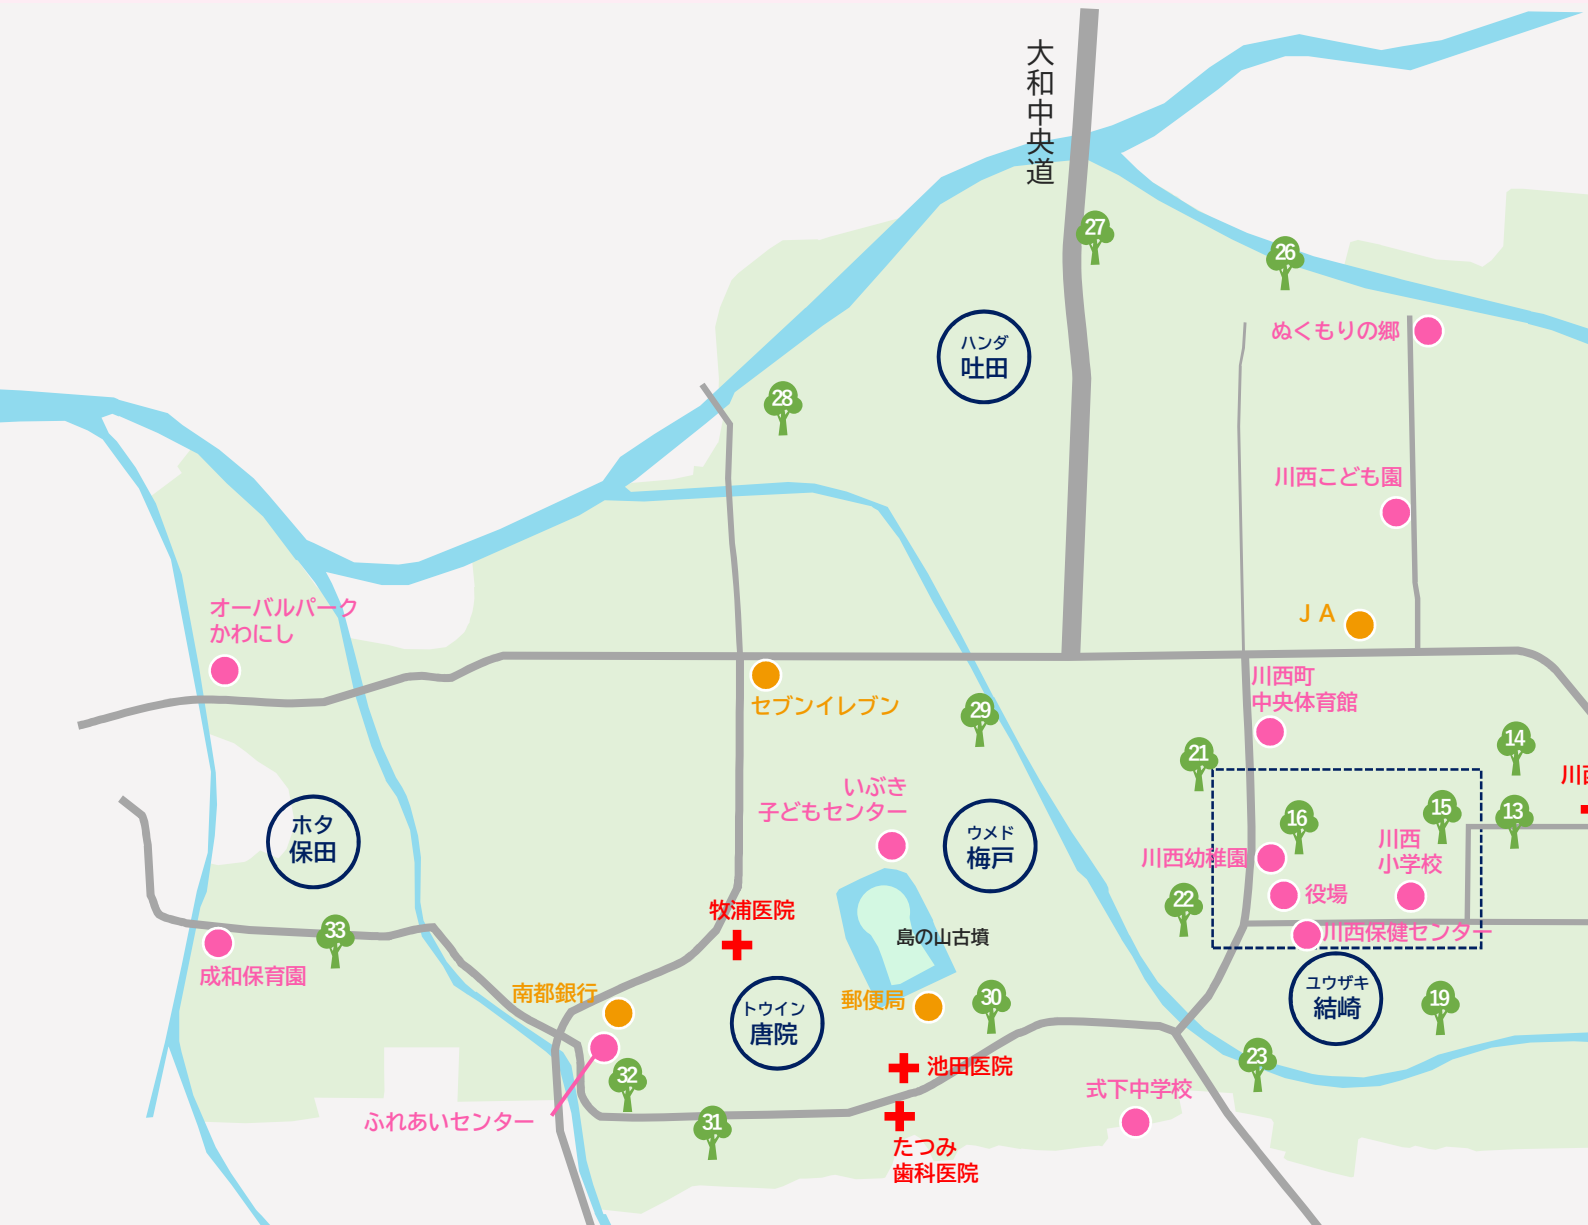 大和中央道
27
26
ぬくもりの郷
ハンダ
吐田
28
川西こども園
オーバルパーク
かわにし
ＪＡ
セブンイレブン
川西町
中央体育館
29
21
14
川西
いぶき
子どもセンター
16
15
13
ホタ
保田
ウメド
梅戸
川西
小学校
川西幼稚園
役場
22
牧浦医院
33
島の山古墳
川西保健センター
成和保育園
南都銀行
郵便局
30
トウイン
唐院
ユウザキ
結崎
19
32
池田医院
23
式下中学校
ふれあいセンター
31
たつみ
歯科医院